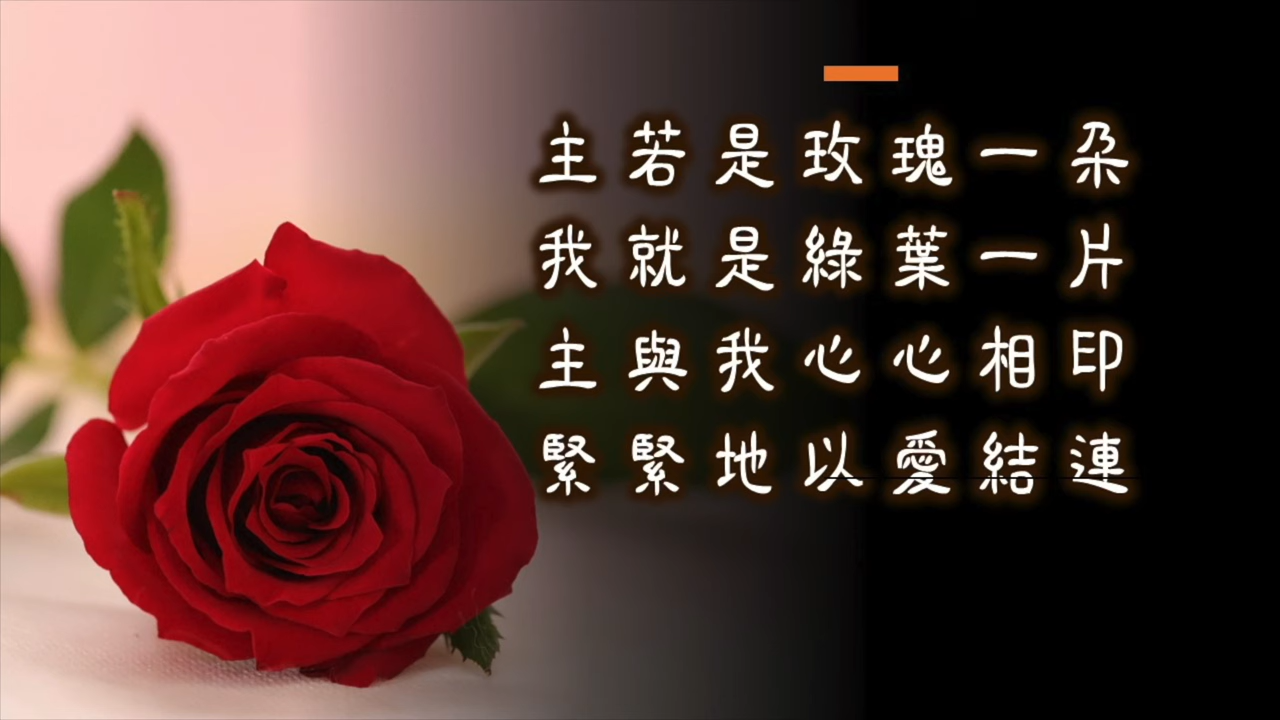 主若是玫瑰一朵
我就是綠葉一片
主與我心心相印
緊緊地以愛結連